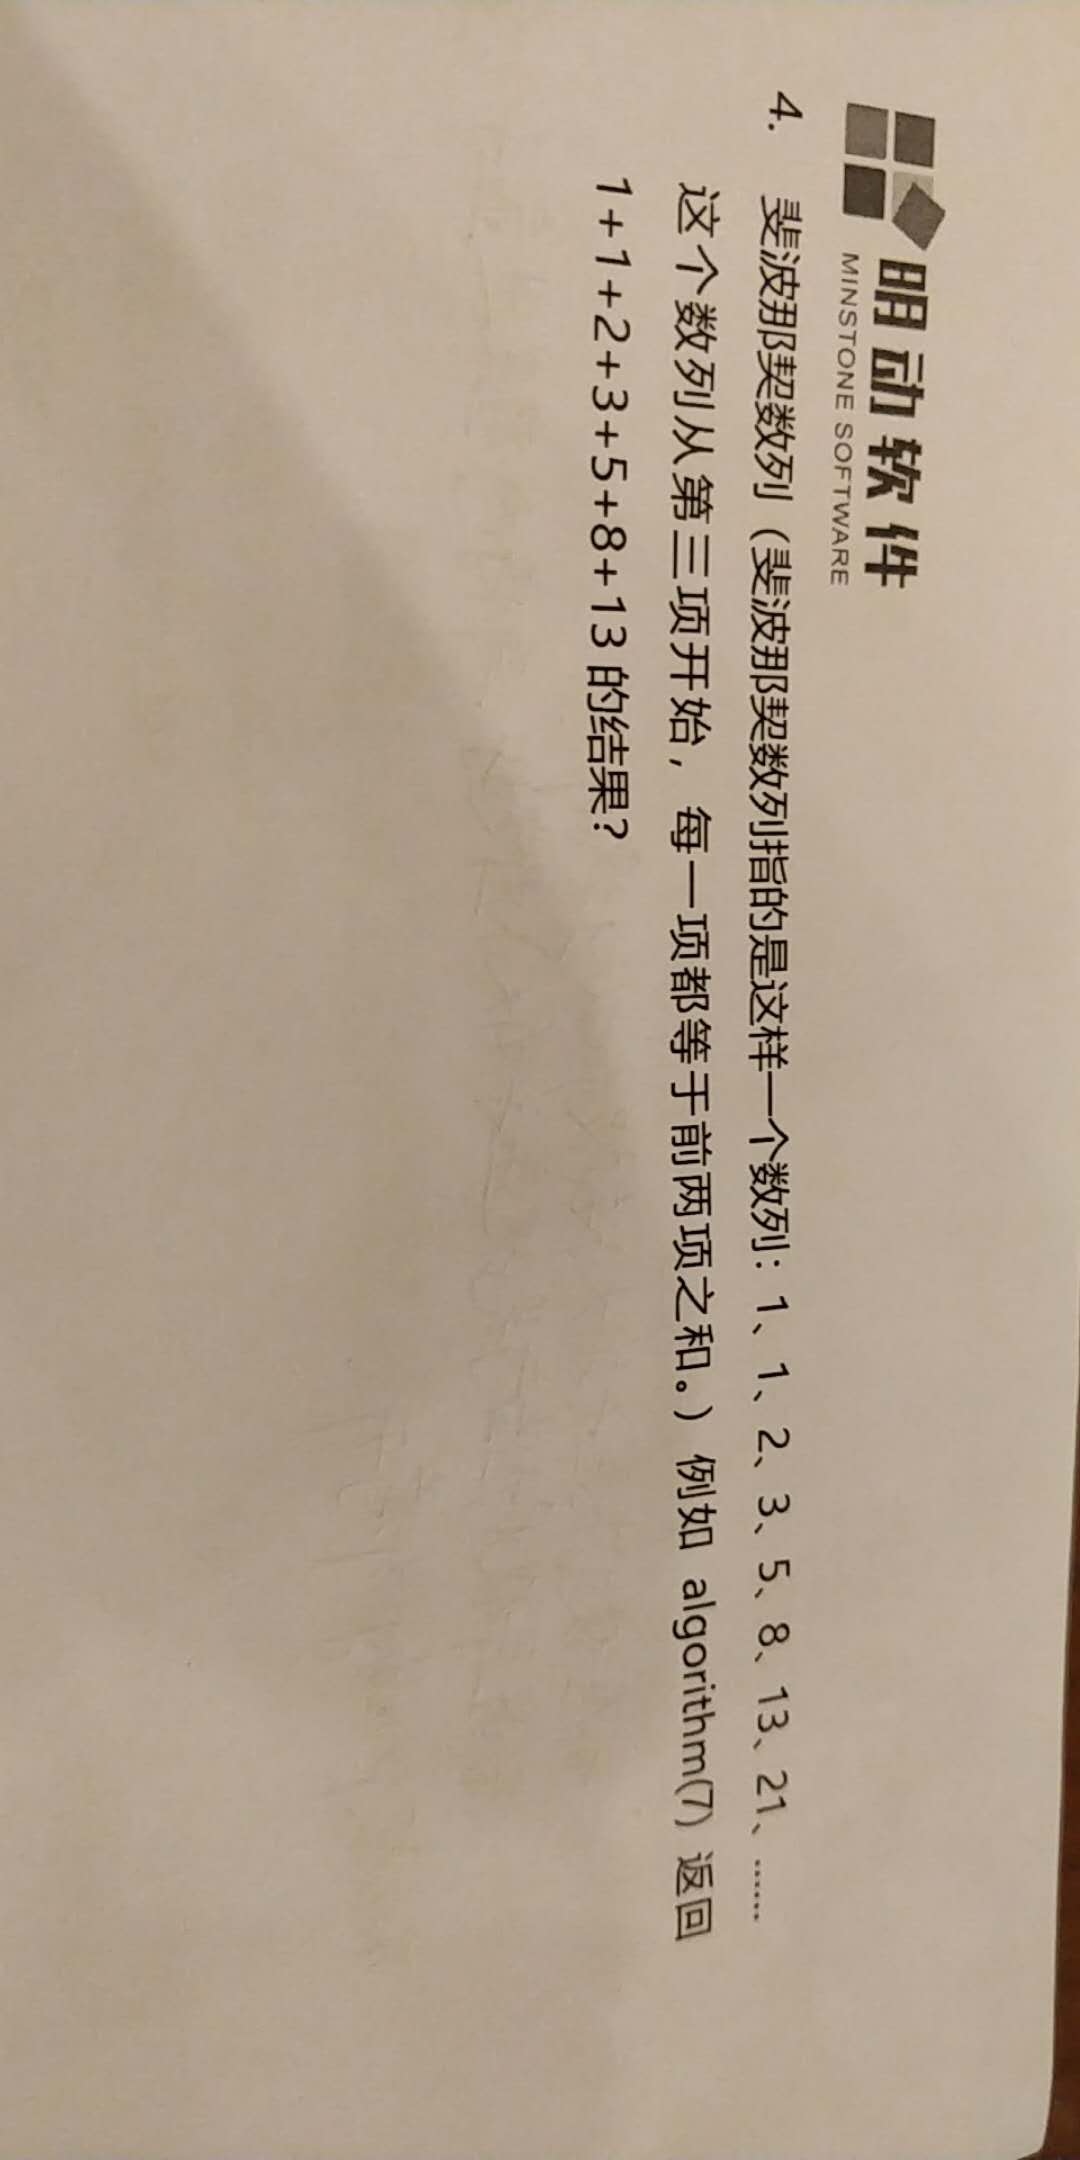 明动软件
MINSTONE SOFTWARE
4. 斐波那契数列（斐波那契数列指的是这样一个数列：1、1、2、3、5、8、13、21、……
这个数列从第三项开始，每一项都等于前两项之和。）例如 algorithm(7) 返回
1+1+2+3+5+8+13 的结果？